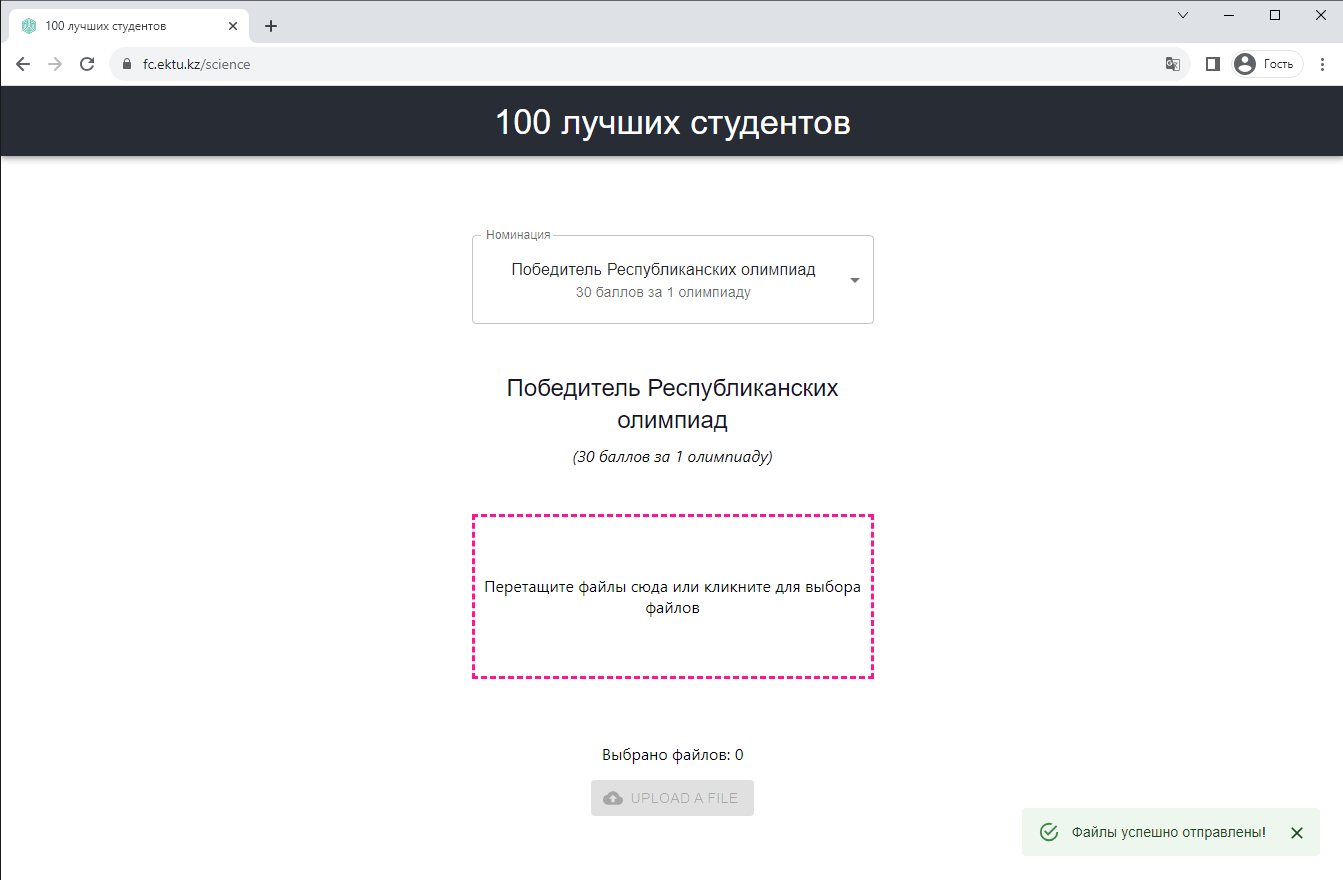 100 лучших студентов
fc.ektu.kz/science
Гость
100 лучших студентов
Номинация
Победитель Республиканских олимпиад
30 баллов за 1 олимпиаду
Победитель Республиканских
олимпиад
(30 баллов за 1 олимпиаду)
Перетащите файлы сюда или кликните для выбора
файлов
Выбрано файлов: 0
UPLOAD A FILE
Файлы успешно отправлены!